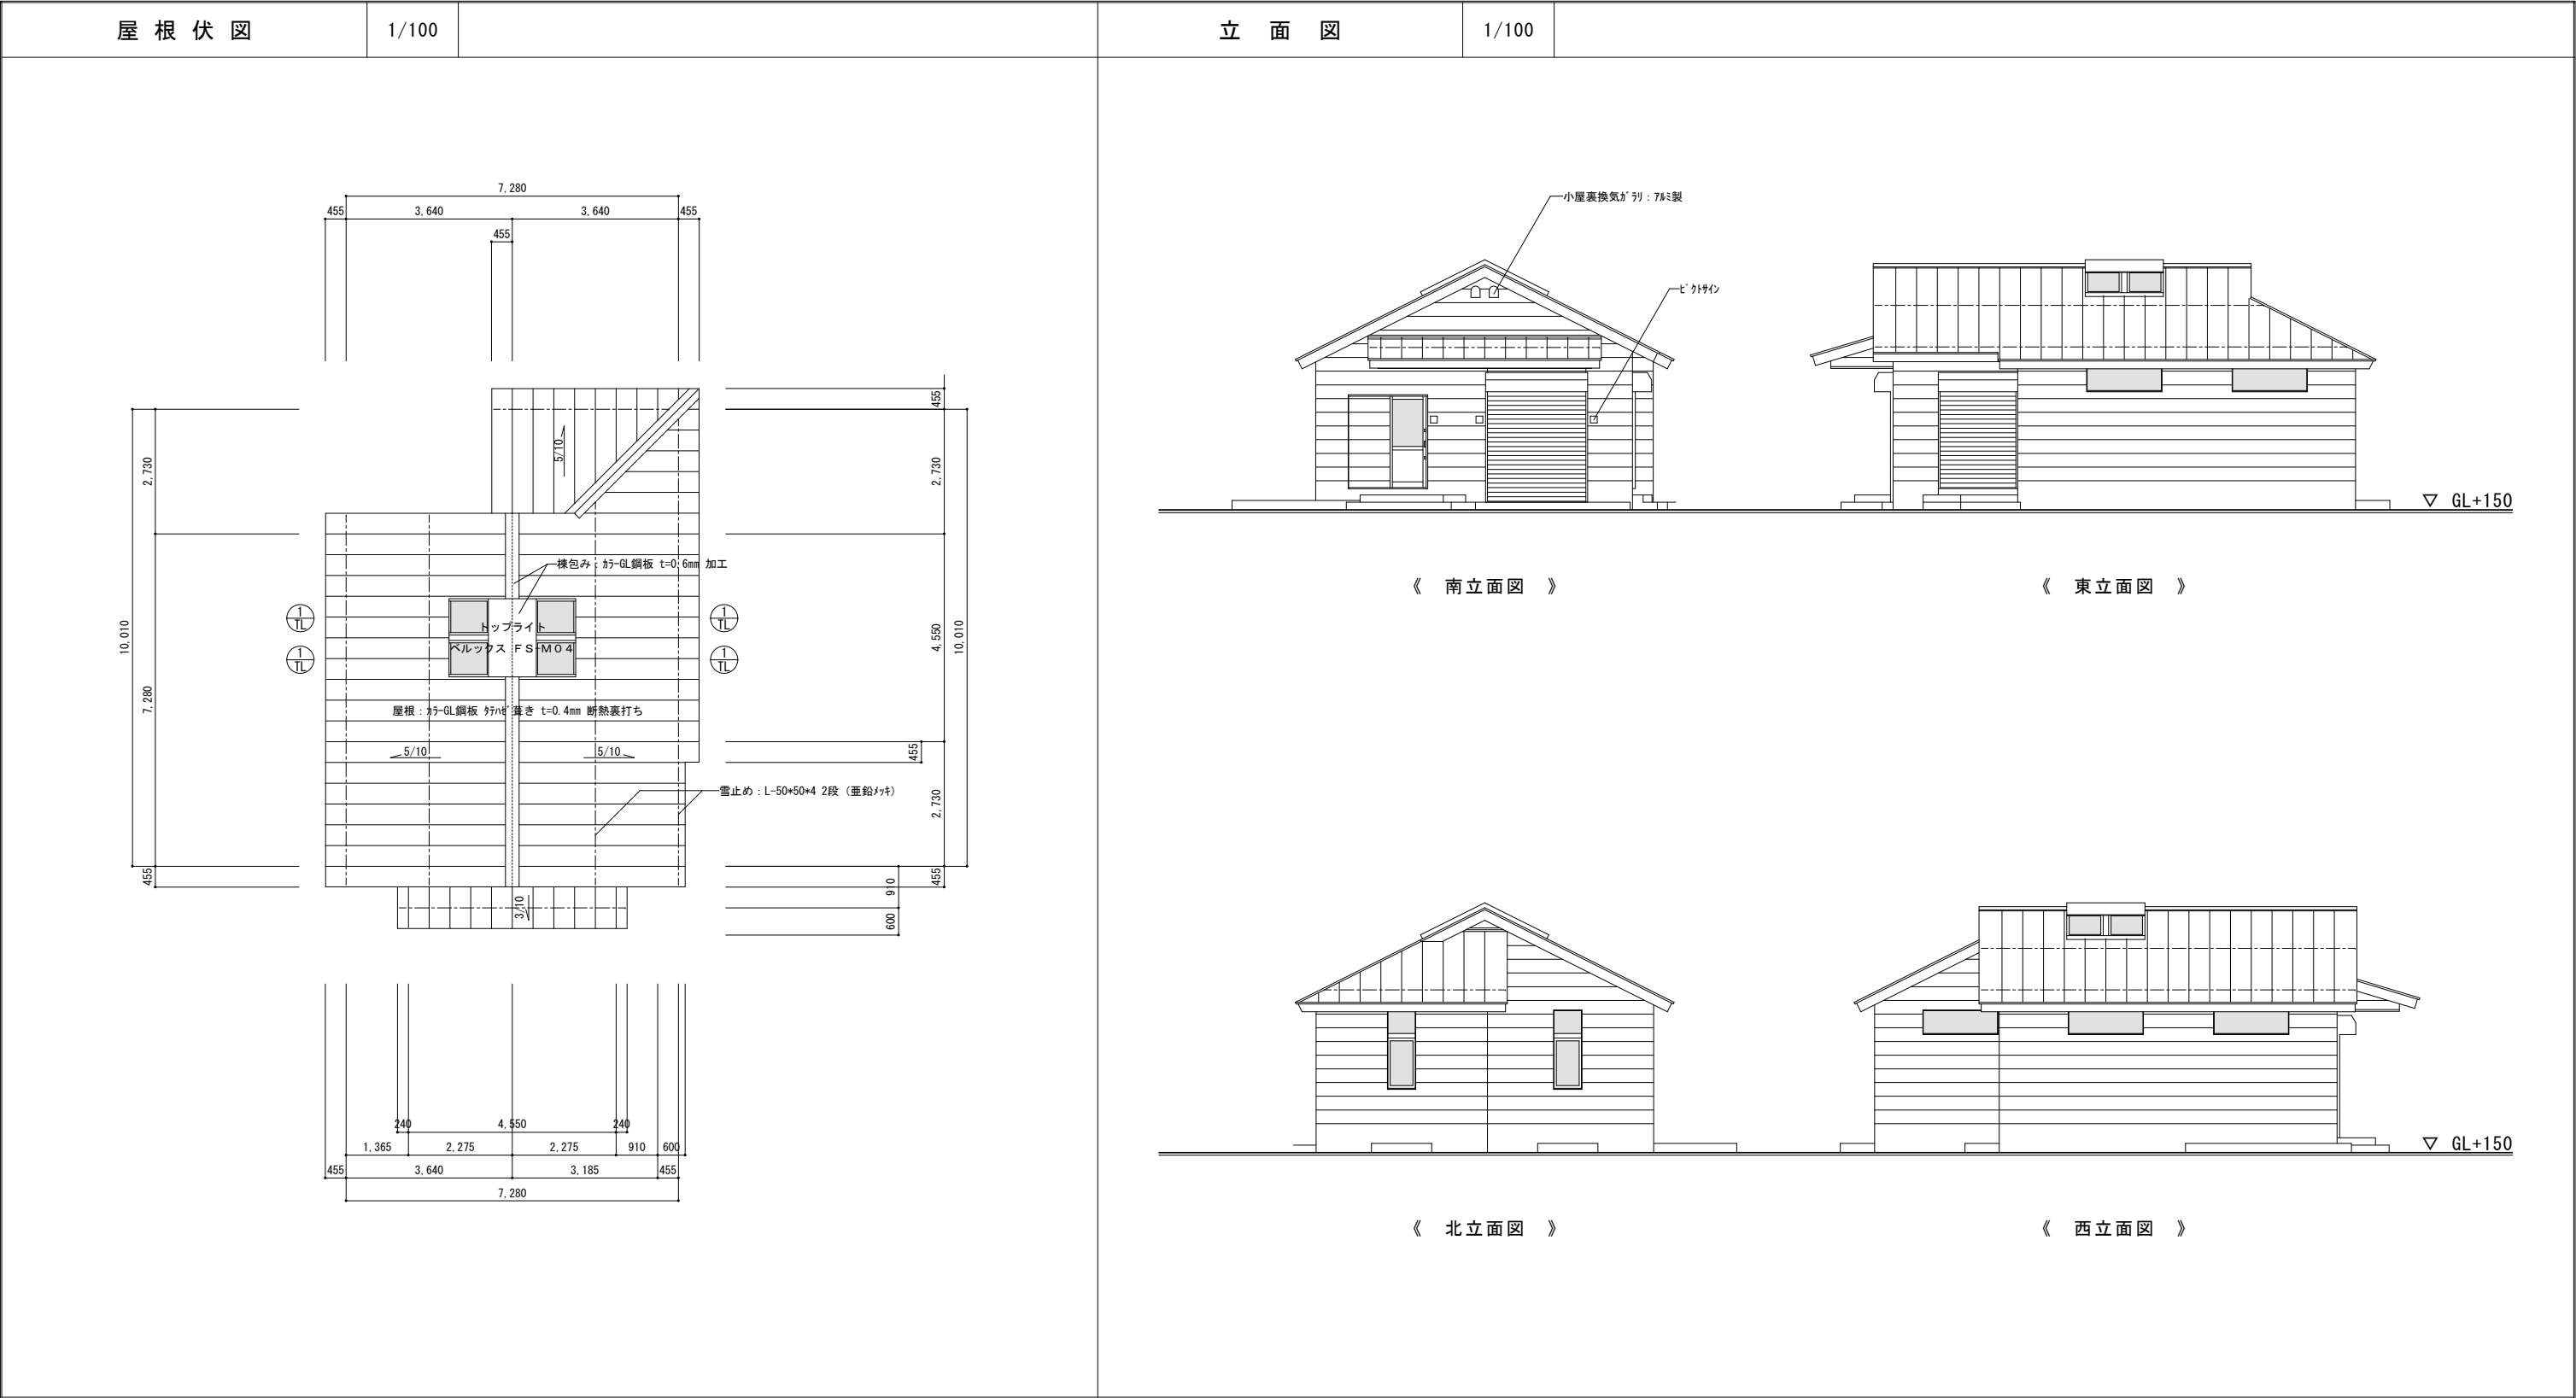 屋根伏図
1/100
立面図
1/100
7,280
455
3,640
3,640
455
455
455
2,730
4,550
10,010
455
2,730
455
910
600
2,730
10,010
7,280
455
5/10
棟包み：ｶﾗｰGL鋼板 t=0.6mm 加工
1
TL
1
TL
1
TL
1
TL
トップライト
ベルックス ＦＳ-Ｍ０４
屋根：ｶﾗｰGL鋼板 ﾀﾃﾊｾﾞ葺き t=0.4mm 断熱裏打ち
5/10
5/10
雪止め：L-50*50*4 2段（亜鉛ﾒｯｷ）
3/10
240
4,550
240
1,365
2,275
2,275
910
600
455
3,640
3,185
455
7,280
小屋裏換気ｶﾞﾗﾘ：ｱﾙﾐ製
ﾋﾟｸﾄｻｲﾝ
▽ GL+150
《 南立面図 》
《 東立面図 》
▽ GL+150
《 北立面図 》
《 西立面図 》